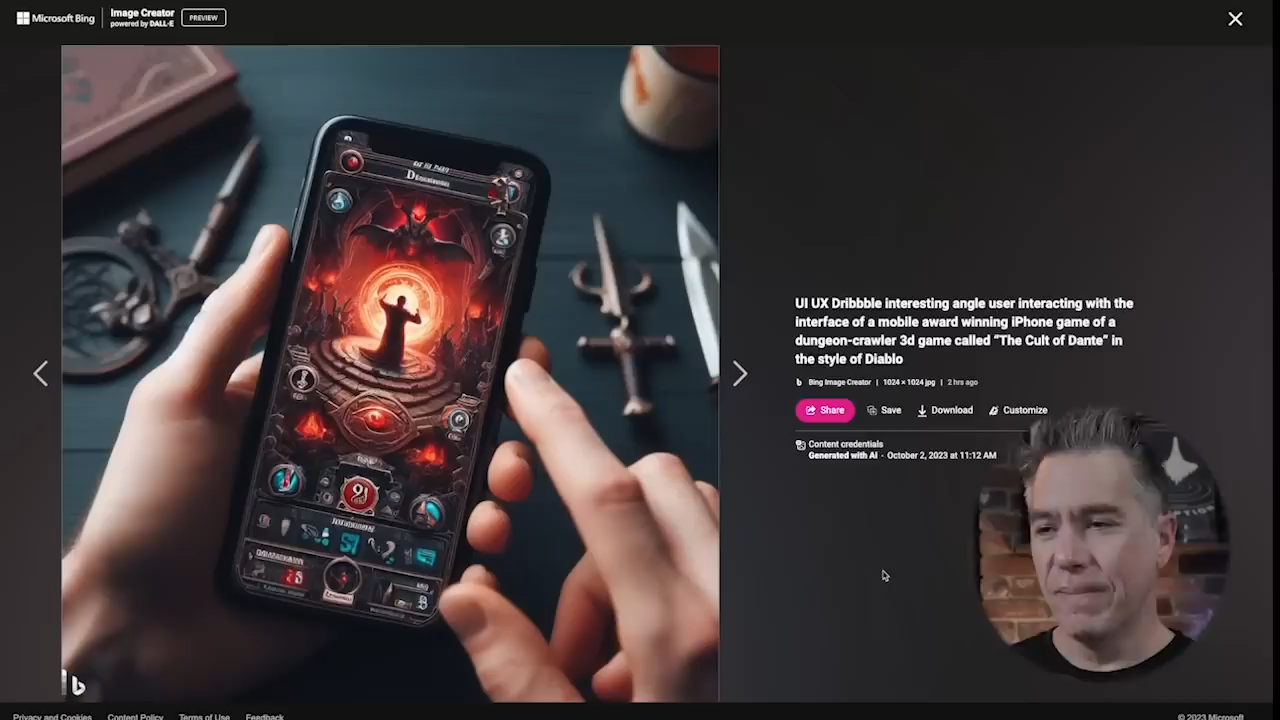 Microsoft Bing
Image Creator
powered by DALL·E
PREVIEW
UI UX Dribbble interesting angle user interacting with the
interface of a mobile award winning iPhone game of a
dungeon-crawler 3d game called "The Cult of Dante" in
the style of Diablo
Bing Image Creator | 1024 × 1024 jpg | 2 hrs ago
Share
Save
Download
Customize
Content credentials
Generated with AI · October 2, 2023 at 11:12 AM
Privacy and Cookies
Content Policy
Terms of Use
Feedback
© 2023 Microsoft